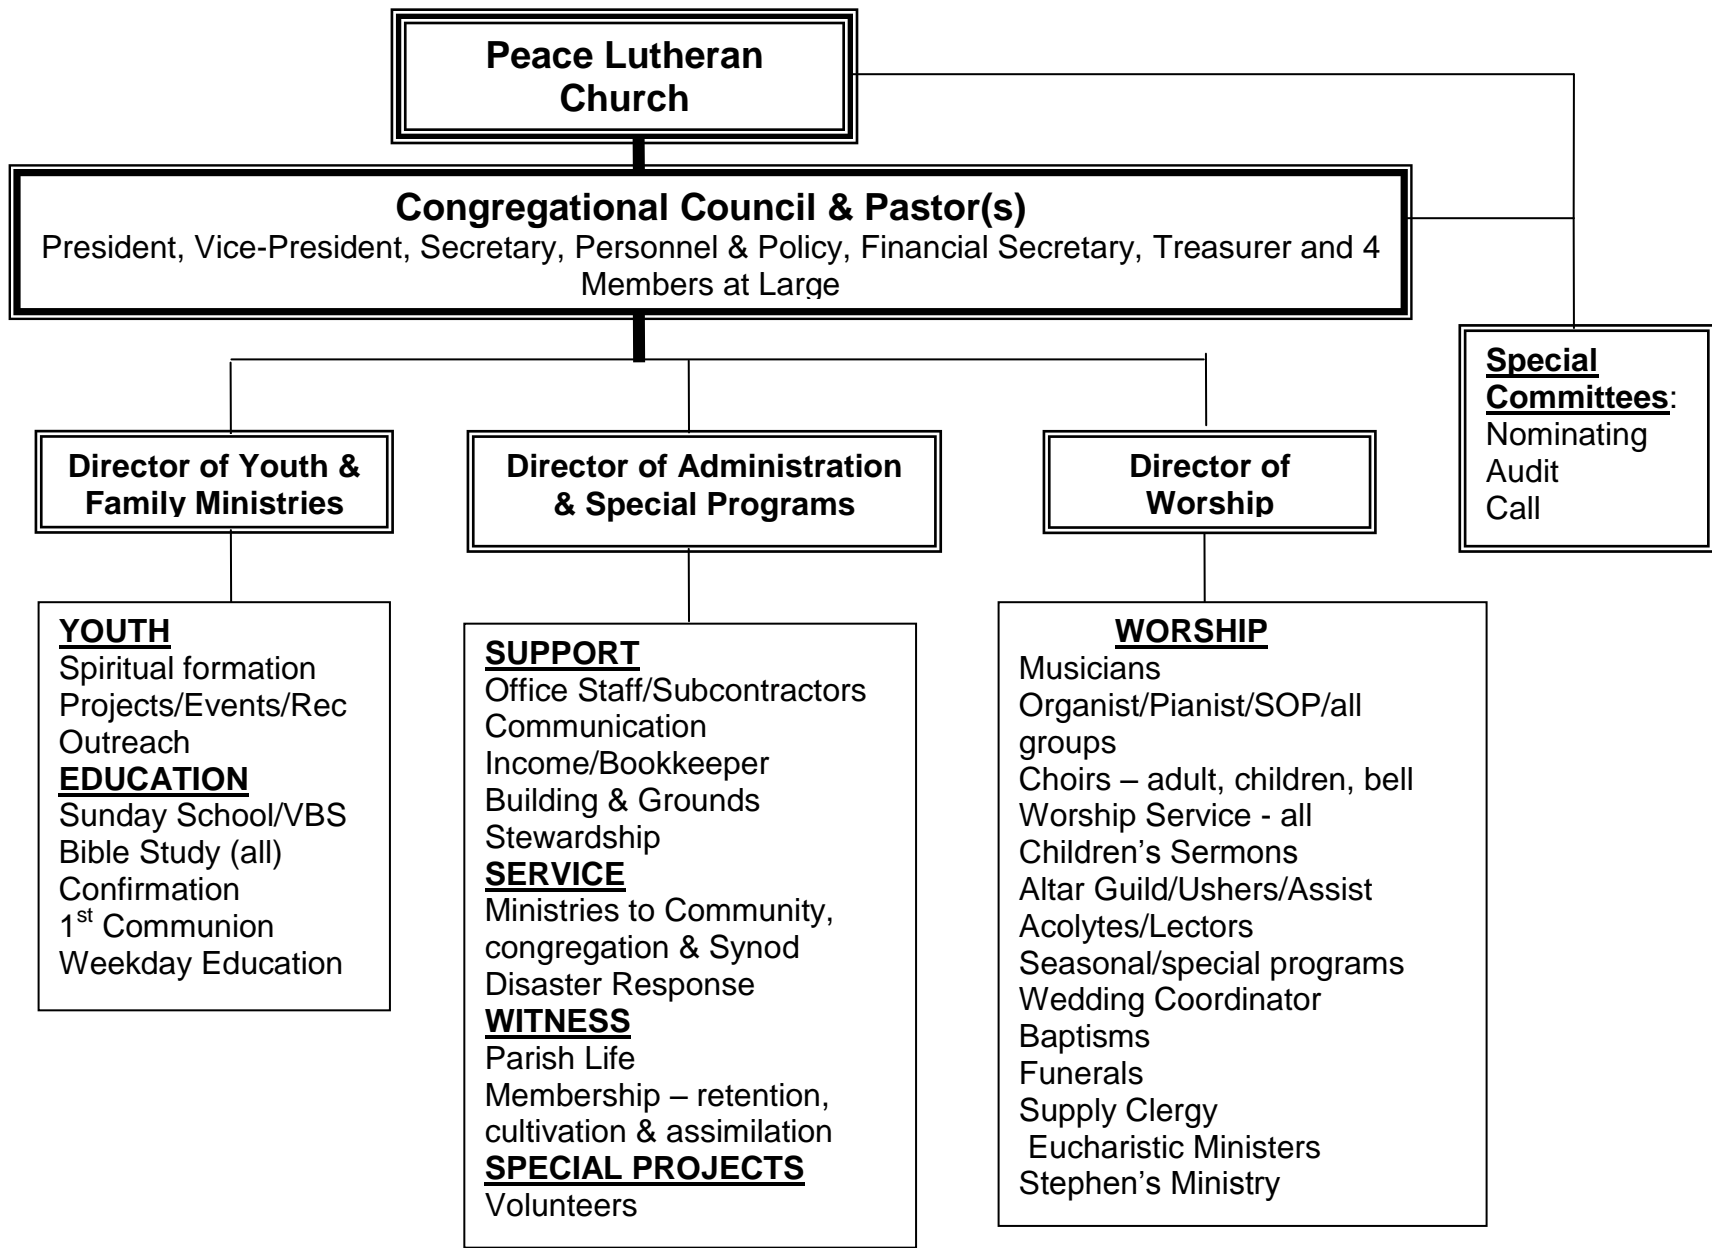 Peace Lutheran
Church
Congregational Council & Pastor(s)
President, Vice-President, Secretary, Personnel & Policy, Financial Secretary, Treasurer and 4
Members at Large
Special
Committees:
Nominating
Audit
Call
Director of Youth &
Family Ministries
Director of Administration
& Special Programs
Director of
Worship
YOUTH
Spiritual formation
Projects/Events/Rec
Outreach
EDUCATION
Sunday School/VBS
Bible Study (all)
Confirmation
1st Communion
Weekday Education
SUPPORT
Office Staff/Subcontractors
Communication
Income/Bookkeeper
Building & Grounds
Stewardship
SERVICE
Ministries to Community,
congregation & Synod
Disaster Response
WITNESS
Parish Life
Membership – retention,
cultivation & assimilation
SPECIAL PROJECTS
Volunteers
WORSHIP
Musicians
Organist/Pianist/SOP/all
groups
Choirs – adult, children, bell
Worship Service - all
Children’s Sermons
Altar Guild/Ushers/Assist
Acolytes/Lectors
Seasonal/special programs
Wedding Coordinator
Baptisms
Funerals
Supply Clergy
Eucharistic Ministers
Stephen’s Ministry